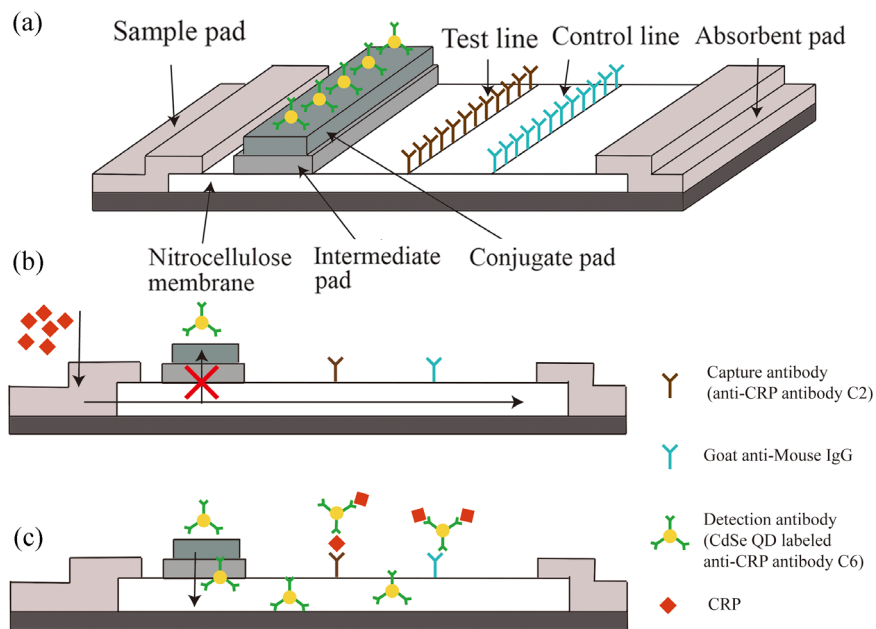 (a)
Sample pad
Test line
Control line
Absorbent pad
Nitrocellulose
membrane
Intermediate
pad
Conjugate pad
(b)
Capture antibody
(anti-CRP antibody C2)
Goat anti-Mouse IgG
(c)
Detection antibody
(CdSe QD labeled
anti-CRP antibody C6)
CRP